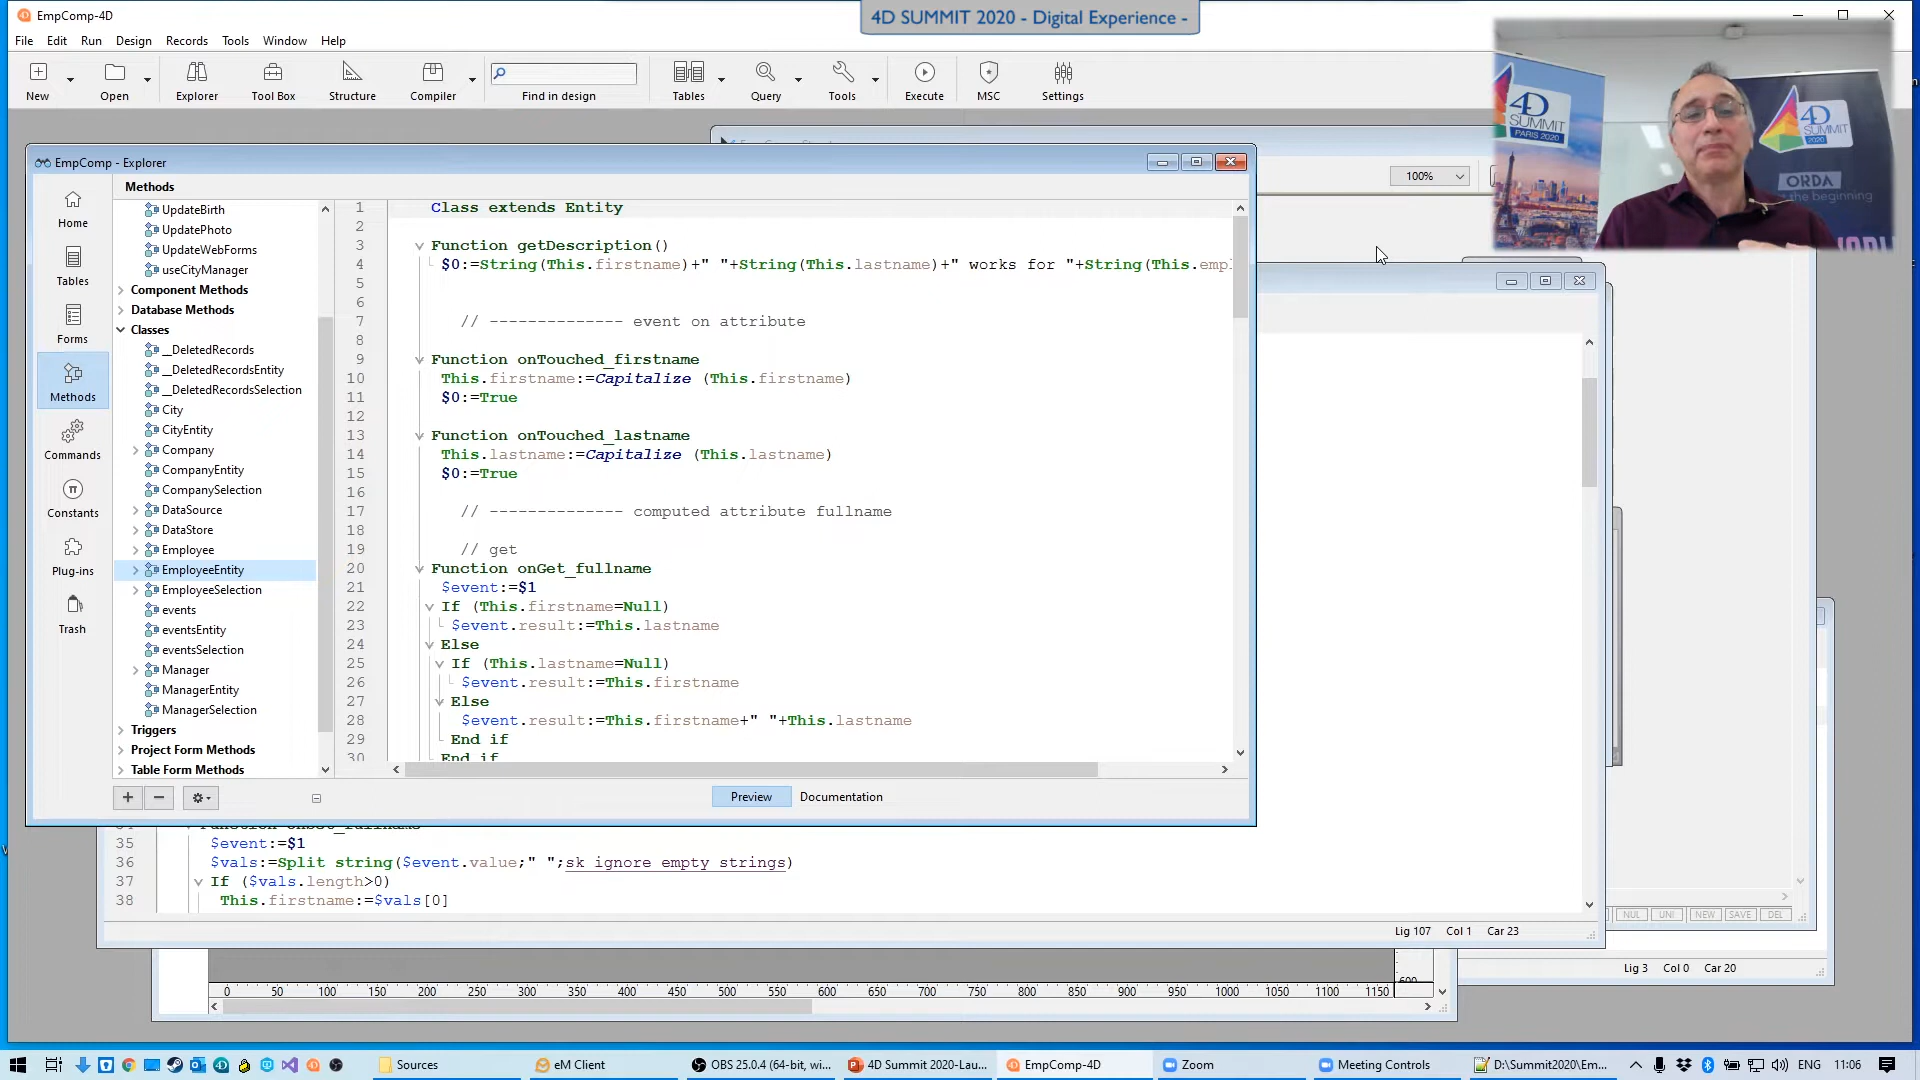 EmpComp-4D
4D SUMMIT 2020 - Digital Experience -
File Edit Run Design Records Tools Window Help
New Open Explorer Tool Box Structure Compiler Find in design Tables Query Tools Execute MSC Settings
4D SUMMIT PARIS 2020
4D SUMMIT 2020
ORDA
the beginning
100%
EmpComp - Explorer
Home
Tables
Forms
Methods
Commands
Constants
Plug-ins
Trash
Methods
UpdateBirth
UpdatePhoto
UpdateWebForms
useCityManager
Component Methods
Database Methods
Classes
__DeletedRecords
__DeletedRecordsEntity
__DeletedRecordsSelection
City
CityEntity
Company
CompanyEntity
CompanySelection
DataSource
DataStore
Employee
EmployeeEntity
EmployeeSelection
events
eventsEntity
eventsSelection
Manager
ManagerEntity
ManagerSelection
Triggers
Project Form Methods
Table Form Methods
1 Class extends Entity
2
3 Function getDescription()
4 $0:=String(This.firstname)+" "+String(This.lastname)+" works for "+String(This.empl
5
6
7 // -------------- event on attribute
8
9 Function onTouched_firstname
10 This.firstname:=Capitalize (This.firstname)
11 $0:=True
12
13 Function onTouched_lastname
14 This.lastname:=Capitalize (This.lastname)
15 $0:=True
16
17 // -------------- computed attribute fullname
18
19 // get
20 Function onGet_fullname
21 $event:=$1
22 If (This.firstname=Null)
23 $event.result:=This.lastname
24 Else
25 If (This.lastname=Null)
26 $event.result:=This.firstname
27 Else
28 $event.result:=This.firstname+" "+This.lastname
29 End if
30 End if
Preview Documentation
35 $event:=$1
36 $vals:=Split string($event.value;" ";sk ignore empty strings)
37 If ($vals.length>0)
38 This.firstname:=$vals[0]
Lig 107 Col 1 Car 23
NUL UNI NEW SAVE DEL
Lig 3 Col 0 Car 20
0 50 100 150 200 250 300 350 400 450 500 550 600 650 700 750 800 850 900 950 1000 1050 1100 1150
Sources eM Client OBS 25.0.4 (64-bit, wi... 4D Summit 2020-Lau... EmpComp-4D Zoom Meeting Controls D:\Summit2020\Em... ENG 11:06